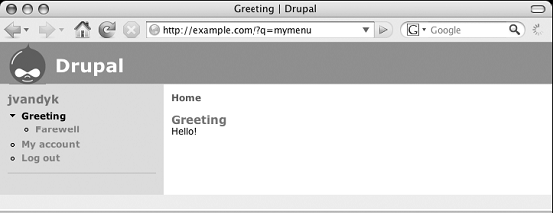 Greeting | Drupal
http://example.com/?q=mymenu
G
Google
Drupal
jvandyk
Greeting
Farewell
My account
Log out
Home
Greeting
Hello!